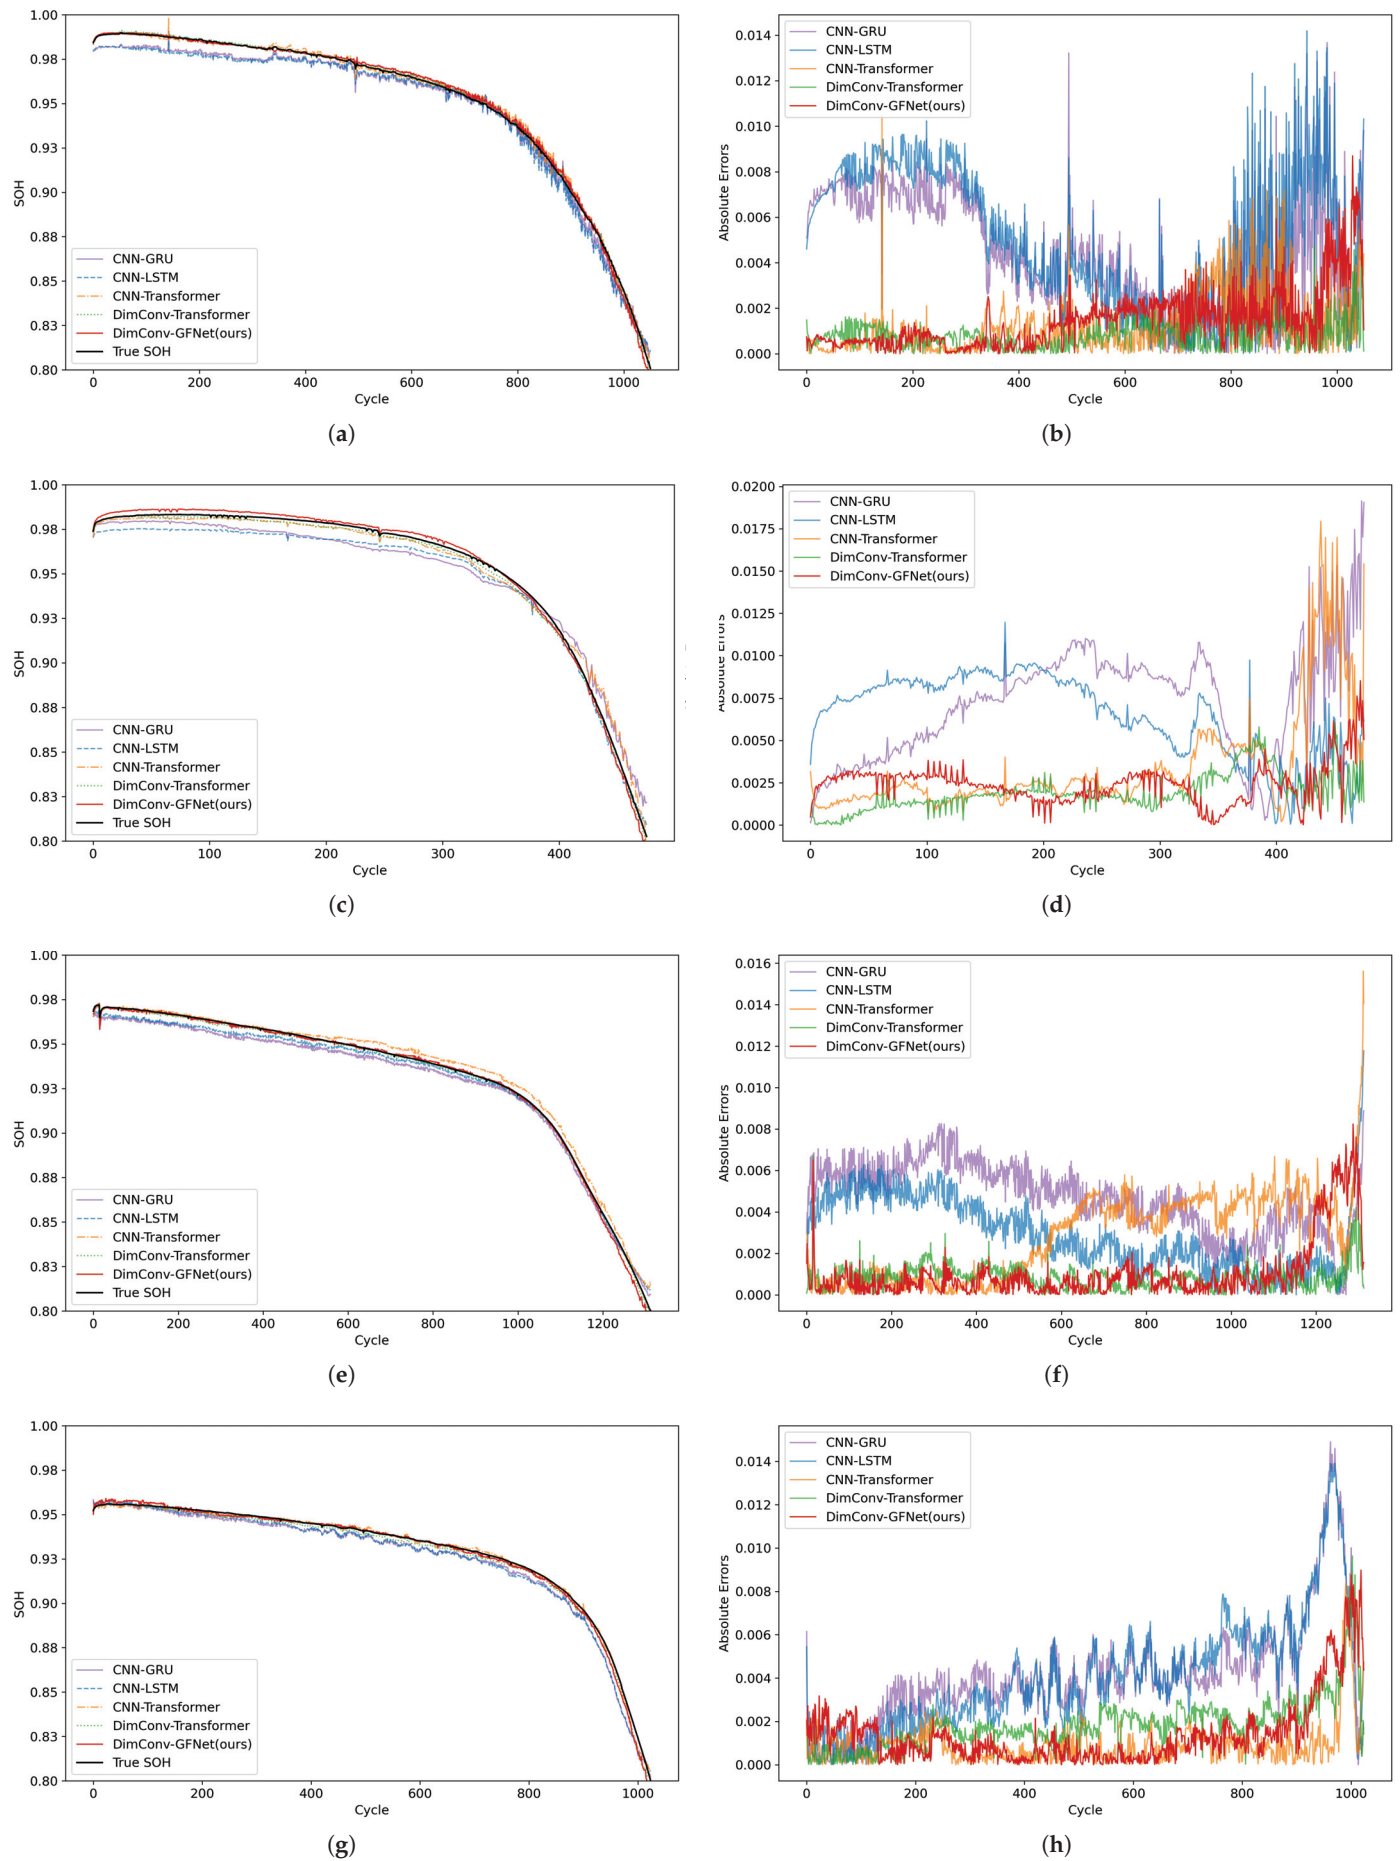 1.00
0.98
0.95
0.93
0.90
0.88
0.85
0.83
0.80
SOH
CNN-GRU
CNN-LSTM
CNN-Transformer
DimConv-Transformer
DimConv-GFNet(ours)
True SOH
0 200 400 600 800 1000
Cycle
(a)
0.014
0.012
0.010
0.008
0.006
0.004
0.002
0.000
Absolute Errors
CNN-GRU
CNN-LSTM
CNN-Transformer
DimConv-Transformer
DimConv-GFNet(ours)
0 200 400 600 800 1000
Cycle
(b)
1.00
0.98
0.95
0.93
0.90
0.88
0.85
0.83
0.80
SOH
CNN-GRU
CNN-LSTM
CNN-Transformer
DimConv-Transformer
DimConv-GFNet(ours)
True SOH
0 100 200 300 400
Cycle
(c)
0.0200
0.0175
0.0150
0.0125
0.0100
0.0075
0.0050
0.0025
0.0000
Absolute Errors
CNN-GRU
CNN-LSTM
CNN-Transformer
DimConv-Transformer
DimConv-GFNet(ours)
0 100 200 300 400
Cycle
(d)
1.00
0.98
0.95
0.93
0.90
0.88
0.85
0.83
0.80
SOH
CNN-GRU
CNN-LSTM
CNN-Transformer
DimConv-Transformer
DimConv-GFNet(ours)
True SOH
0 200 400 600 800 1000 1200
Cycle
(e)
0.016
0.014
0.012
0.010
0.008
0.006
0.004
0.002
0.000
Absolute Errors
CNN-GRU
CNN-LSTM
CNN-Transformer
DimConv-Transformer
DimConv-GFNet(ours)
0 200 400 600 800 1000 1200
Cycle
(f)
1.00
0.98
0.95
0.93
0.90
0.88
0.85
0.83
0.80
SOH
CNN-GRU
CNN-LSTM
CNN-Transformer
DimConv-Transformer
DimConv-GFNet(ours)
True SOH
0 200 400 600 800 1000
Cycle
(g)
0.014
0.012
0.010
0.008
0.006
0.004
0.002
0.000
Absolute Errors
CNN-GRU
CNN-LSTM
CNN-Transformer
DimConv-Transformer
DimConv-GFNet(ours)
0 200 400 600 800 1000
Cycle
(h)